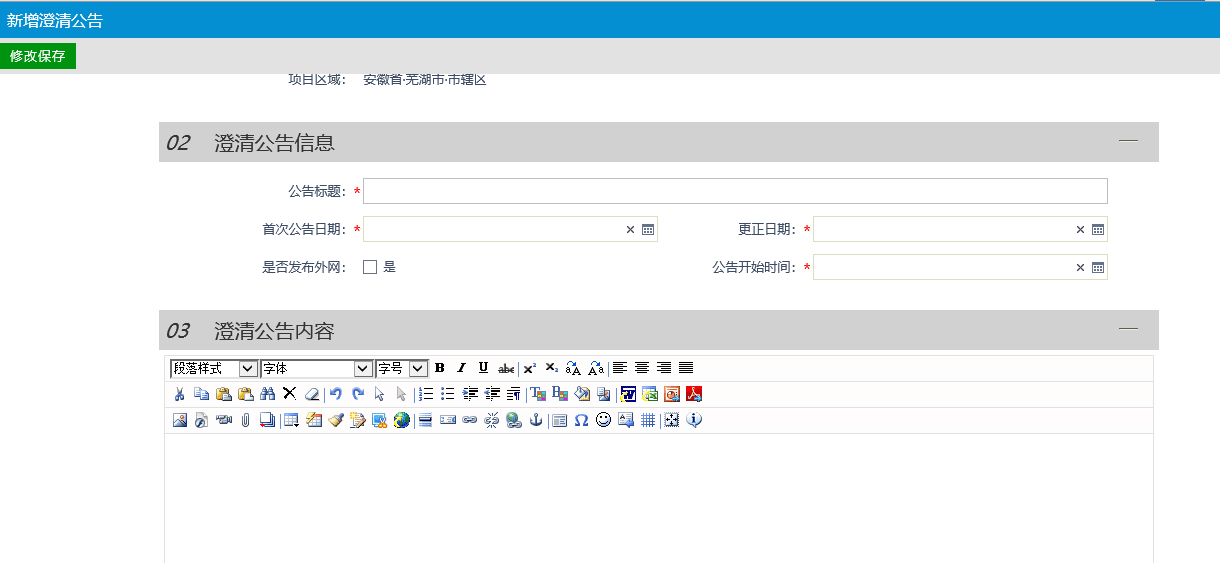 新增澄清公告
修改保存
项目区域： 安徽省·芜湖市·市辖区
02 澄清公告信息
公告标题： *
首次公告日期： * 更正日期： *
是否发布外网： 是 公告开始时间： *
03 澄清公告内容
段落样式 字体 字号 B I U abc